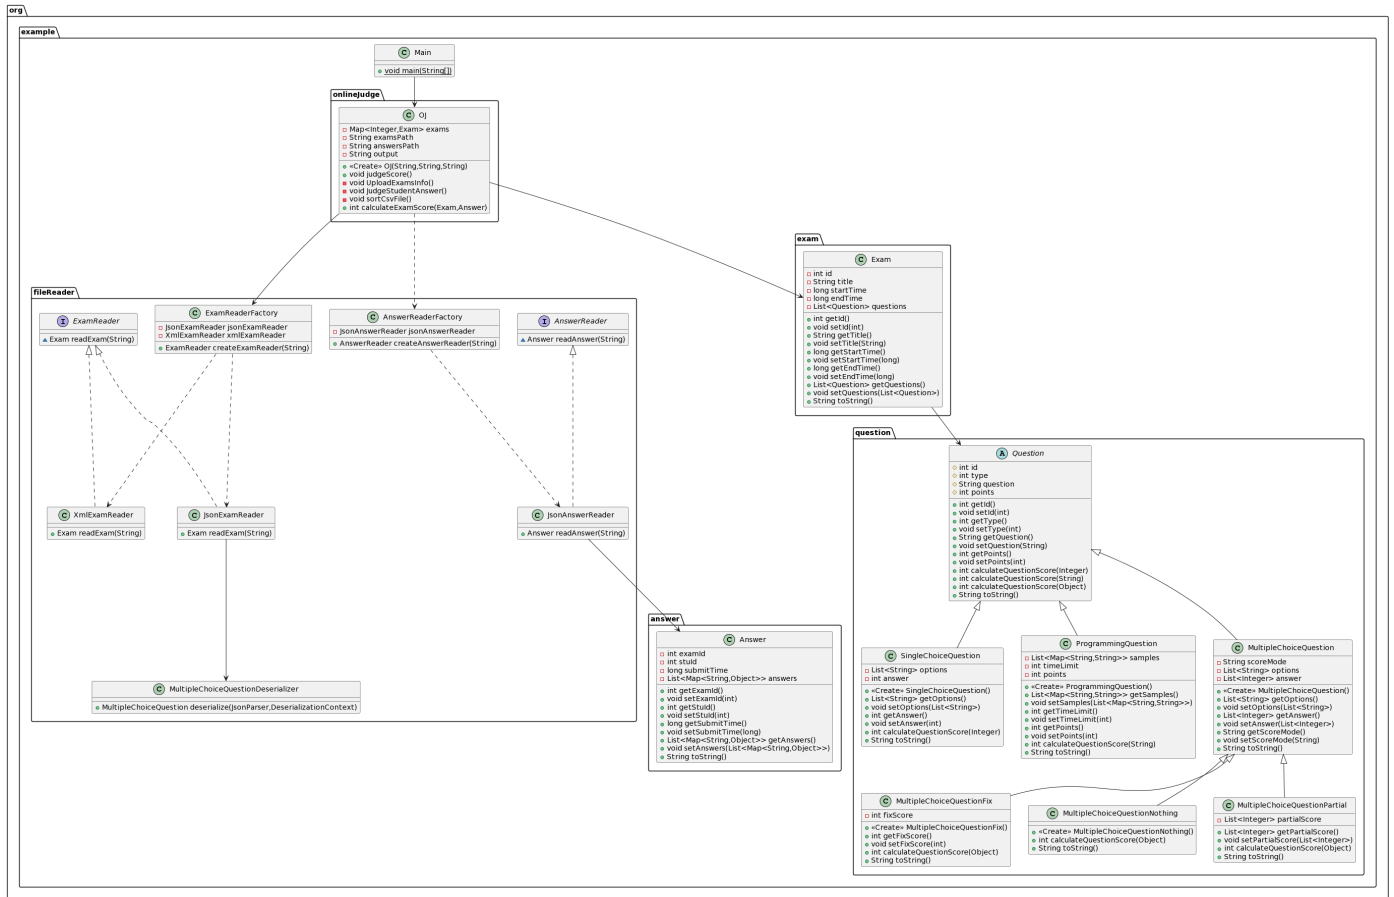 org
example
C Main
void main(String[])
onlineJudge
C OJ
Map<Integer,Exam> exams
String examsPath
String answersPath
String output
«Create» OJ(String,String,String)
void judgeScore()
void UploadExamsInfo()
void JudgeStudentAnswer()
void sortCsvFile()
int calculateExamScore(Exam,Answer)
exam
C Exam
int id
String title
long startTime
long endTime
List<Question> questions
int getId()
void setId(int)
String getTitle()
void setTitle(String)
long getStartTime()
void setStartTime(long)
long getEndTime()
void setEndTime(long)
List<Question> getQuestions()
void setQuestions(List<Question>)
String toString()
fileReader
I ExamReader
Exam readExam(String)
C ExamReaderFactory
JsonExamReader jsonExamReader
XmlExamReader xmlExamReader
ExamReader createExamReader(String)
C AnswerReaderFactory
JsonAnswerReader jsonAnswerReader
AnswerReader createAnswerReader(String)
I AnswerReader
Answer readAnswer(String)
C XmlExamReader
Exam readExam(String)
C JsonExamReader
Exam readExam(String)
C JsonAnswerReader
Answer readAnswer(String)
C MultipleChoiceQuestionDeserializer
MultipleChoiceQuestion deserialize(JsonParser,DeserializationContext)
answer
C Answer
int examId
int stuId
long submitTime
List<Map<String,Object>> answers
int getExamId()
void setExamId(int)
int getStuId()
void setStuId(int)
long getSubmitTime()
void setSubmitTime(long)
List<Map<String,Object>> getAnswers()
void setAnswers(List<Map<String,Object>>)
String toString()
question
A Question
int id
int type
String question
int points
int getId()
void setId(int)
int getType()
void setType(int)
String getQuestion()
void setQuestion(String)
int getPoints()
void setPoints(int)
int calculateQuestionScore(Integer)
int calculateQuestionScore(String)
int calculateQuestionScore(Object)
String toString()
C SingleChoiceQuestion
List<String> options
int answer
«Create» SingleChoiceQuestion()
List<String> getOptions()
void setOptions(List<String>)
int getAnswer()
void setAnswer(int)
int calculateQuestionScore(Integer)
String toString()
C ProgrammingQuestion
List<Map<String,String>> samples
int timeLimit
int points
«Create» ProgrammingQuestion()
List<Map<String,String>> getSamples()
void setSamples(List<Map<String,String>>)
int getTimeLimit()
void setTimeLimit(int)
int getPoints()
void setPoints(int)
int calculateQuestionScore(String)
String toString()
C MultipleChoiceQuestion
String scoreMode
List<String> options
List<Integer> answer
«Create» MultipleChoiceQuestion()
List<String> getOptions()
void setOptions(List<String>)
List<Integer> getAnswer()
void setAnswer(List<Integer>)
String getScoreMode()
void setScoreMode(String)
String toString()
C MultipleChoiceQuestionFix
int fixScore
«Create» MultipleChoiceQuestionFix()
int getFixScore()
void setFixScore(int)
int calculateQuestionScore(Object)
String toString()
C MultipleChoiceQuestionNothing
«Create» MultipleChoiceQuestionNothing()
int calculateQuestionScore(Object)
String toString()
C MultipleChoiceQuestionPartial
List<Integer> partialScore
List<Integer> getPartialScore()
void setPartialScore(List<Integer>)
int calculateQuestionScore(Object)
String toString()